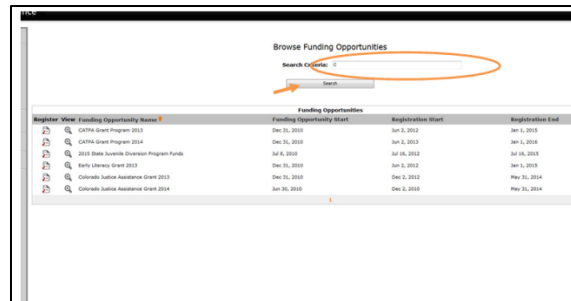 nce
Browse Funding Opportunities
Search Criteria: C
Search
Funding Opportunities
Register View Funding Opportunity Name Funding Opportunity Start Registration Start Registration End
CATPA Grant Program 2013 Dec 31, 2010 Jun 2, 2012 Jan 1, 2015
CATPA Grant Program 2014 Dec 31, 2010 Jun 2, 2013 Jan 1, 2016
2015 State Juvenile Diversion Program Funds Jul 8, 2010 Jul 16, 2012 Jul 16, 2015
Early Literacy Grant 2013 Dec 31, 2010 Jun 2, 2012 Jan 1, 2015
Colorado Justice Assistance Grant 2013 Dec 31, 2010 Dec 2, 2012 May 31, 2014
Colorado Justice Assistance Grant 2014 Jun 30, 2010 Dec 2, 2010 May 31, 2014
1